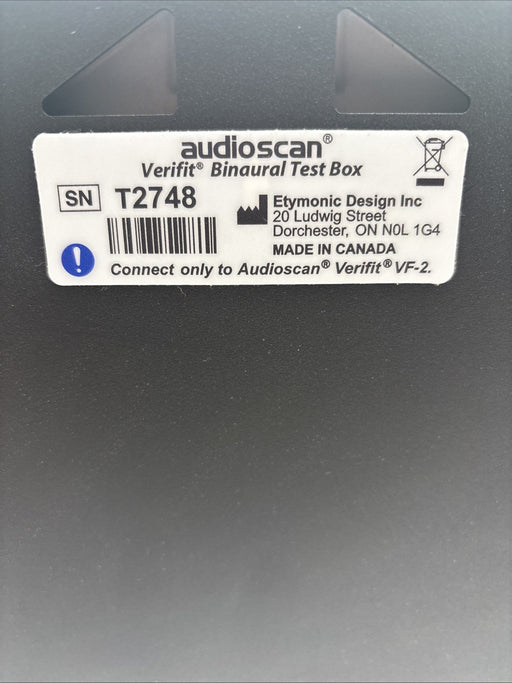 audioscan®
Verifit® Binaural Test Box
SN T2748
Etymonic Design Inc
20 Ludwig Street
Dorchester, ON N0L 1G4
MADE IN CANADA
! Connect only to Audioscan® Verifit® VF-2.